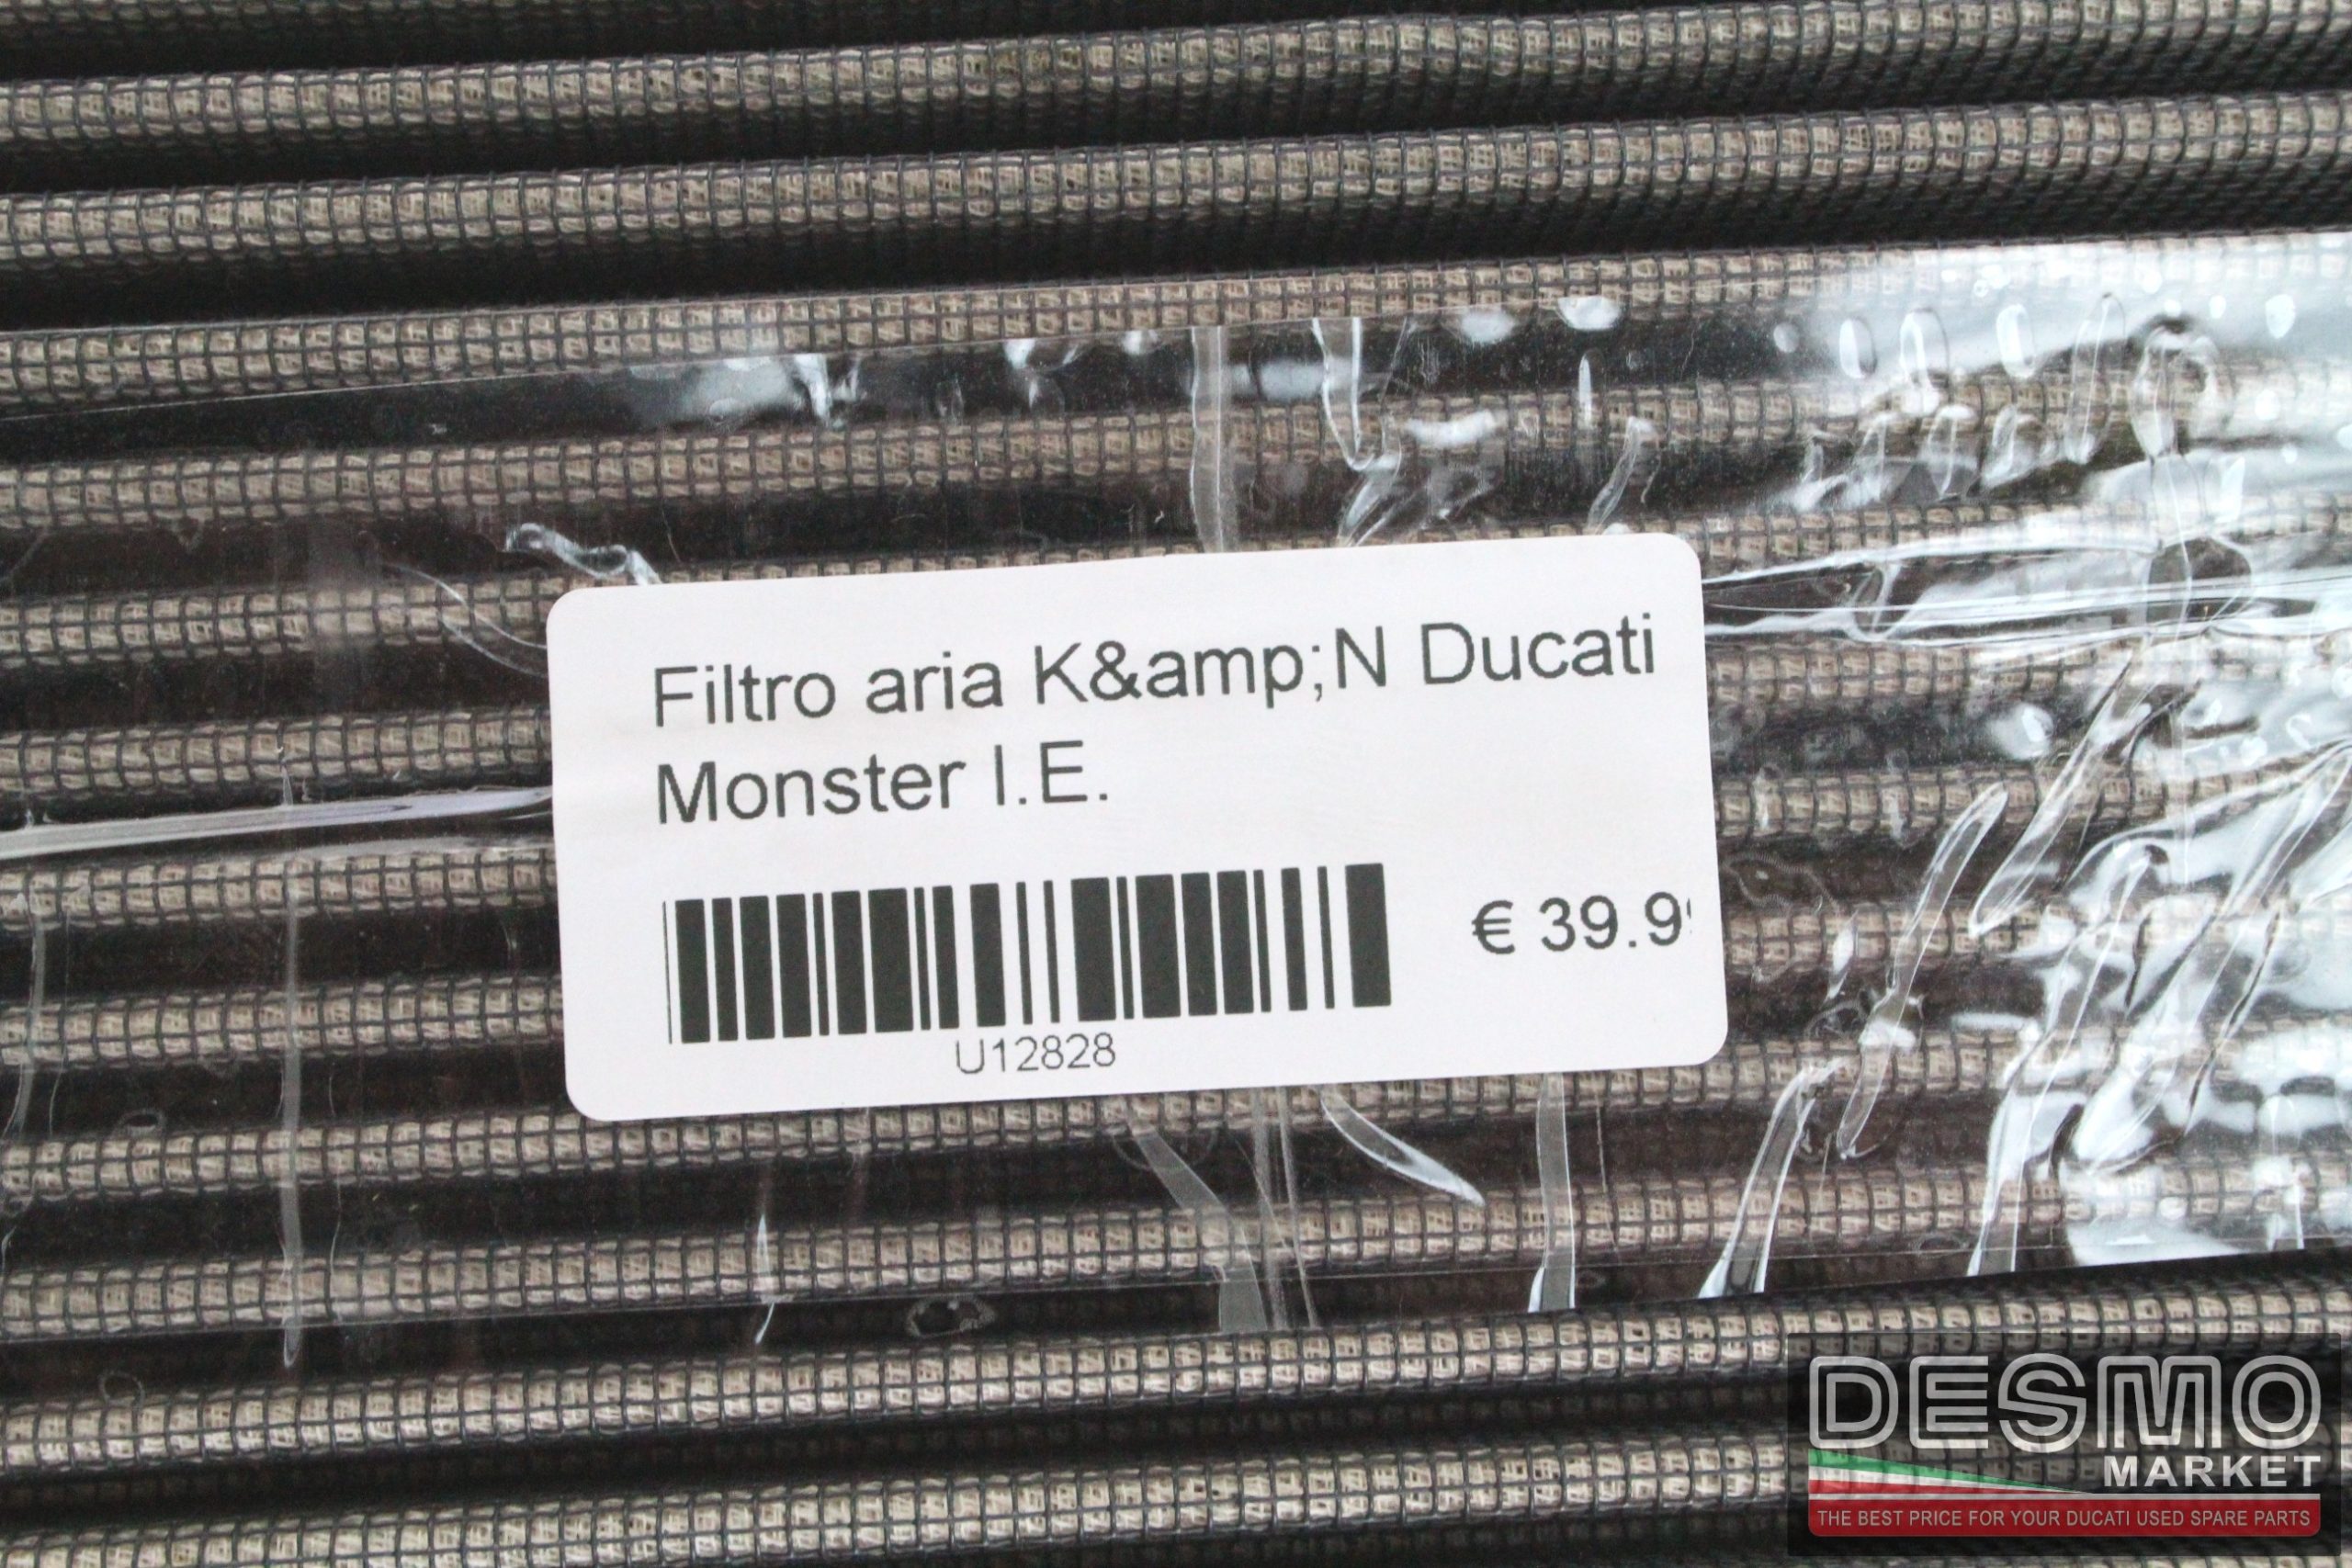 Filtro aria K&amp;N Ducati
Monster I.E.
€ 39.9
U12828
DESMO
MARKET
THE BEST PRICE FOR YOUR DUCATI USED SPARE PARTS